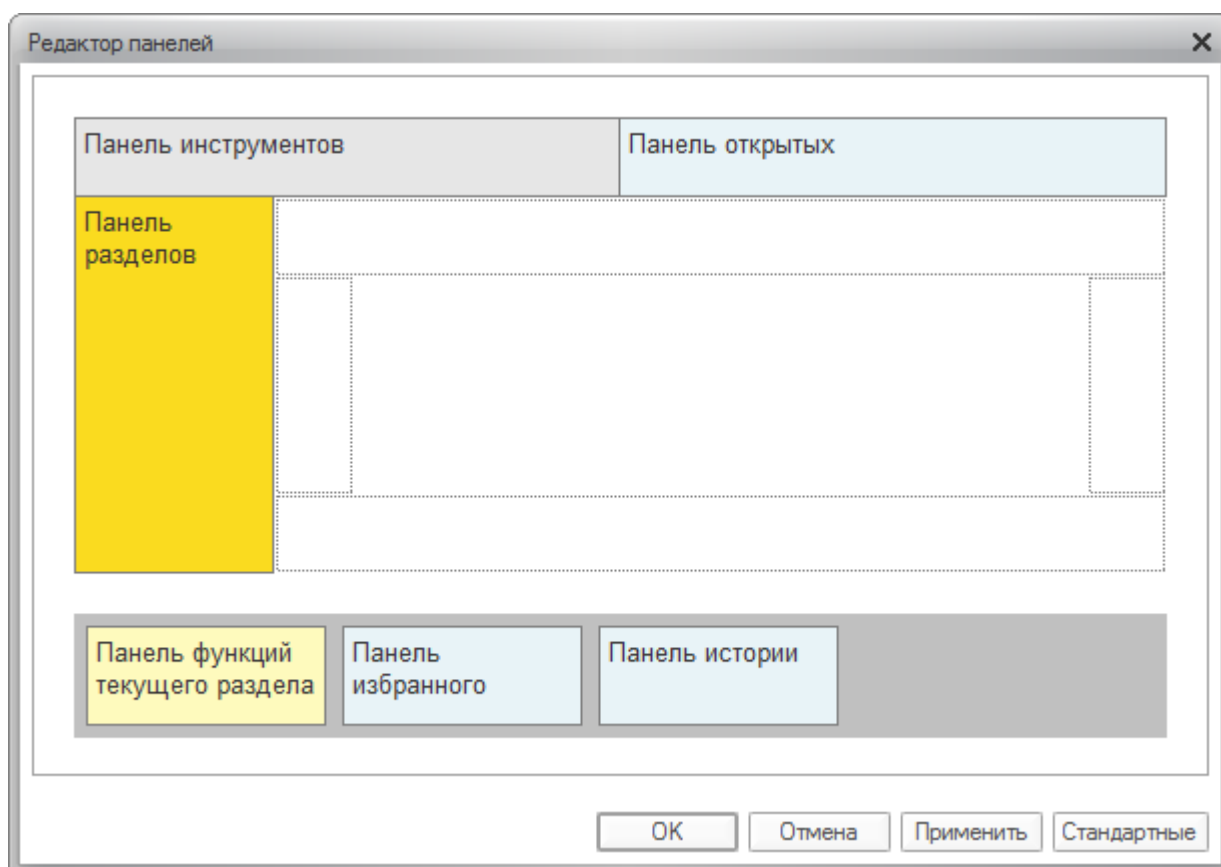 Редактор панелей
Панель инструментов
Панель открытых
Панель
разделов
Панель функций
текущего раздела
Панель
избранного
Панель истории
OK
Отмена
Применить
Стандартные